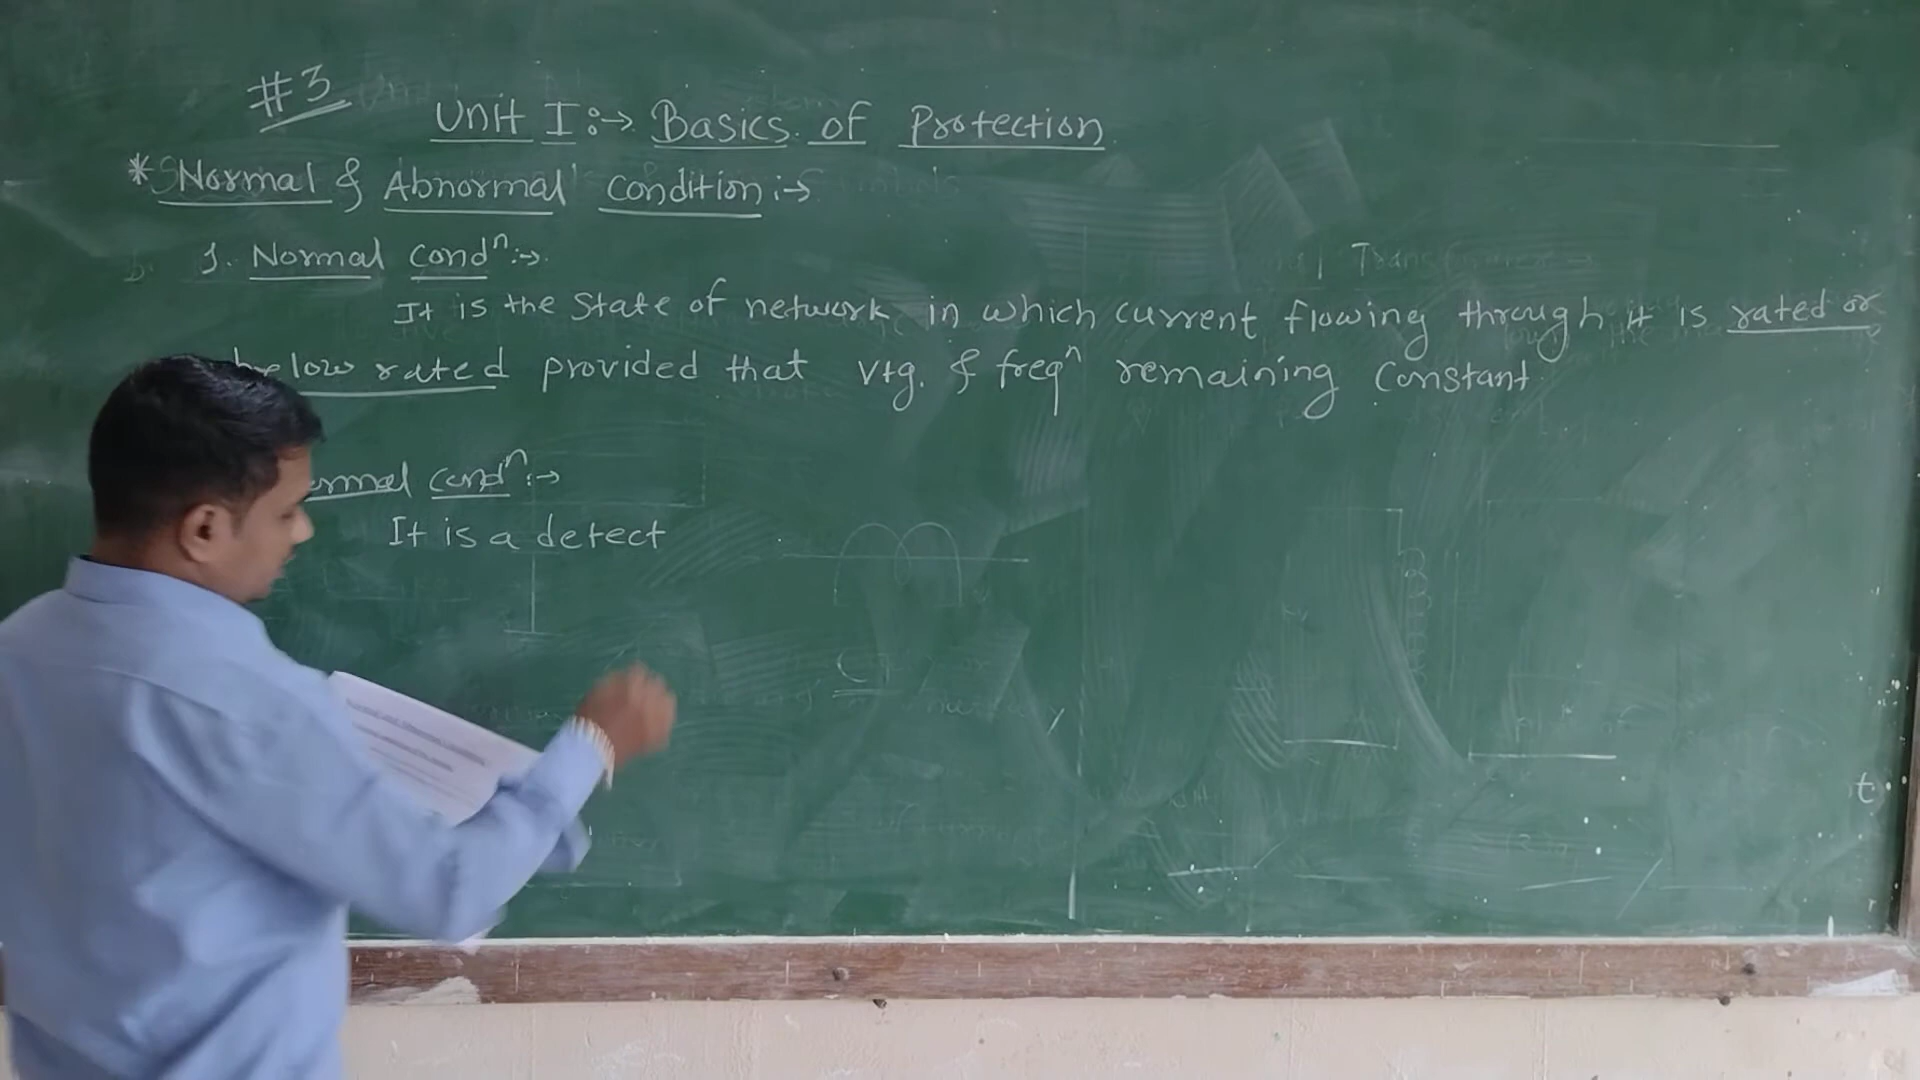 #3
Unit I :→ Basics of Protection
* Normal & Abnormal condition :→
1. Normal condⁿ :→
It is the state of network in which current flowing through it is rated or
below rated provided that vtg. & freqⁿ remaining constant
ormal condⁿ :→
It is a detect
t